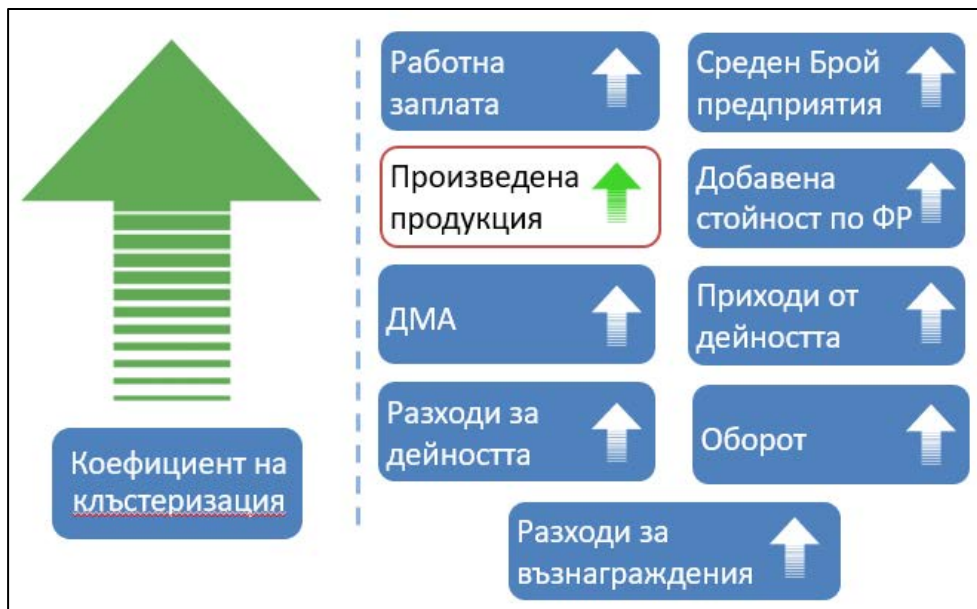 Коефициент на
клъстеризация
Работна
заплата
Среден Брой
предприятия
Произведена
продукция
Добавена
стойност по ФР
ДМА
Приходи от
дейността
Разходи за
дейността
Оборот
Разходи за
възнаграждения